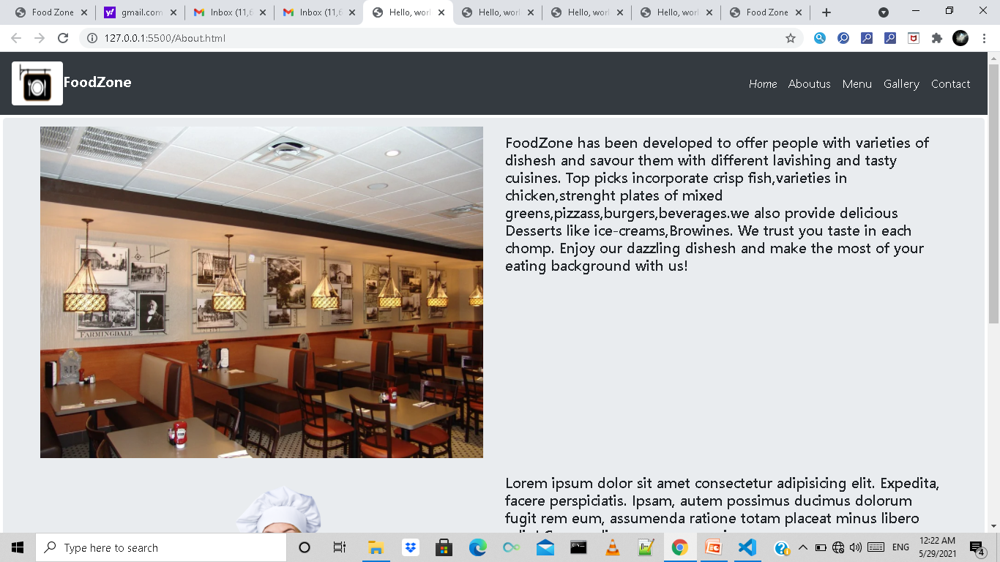 Food Zone
gmail.com
Inbox (11,6
Inbox (11,6
Hello, worl
Hello, worl
Hello, worl
Hello, worl
Food Zone
127.0.0.1:5500/About.html
FoodZone
Home Aboutus Menu Gallery Contact
FARMINGDALE
RIP
FoodZone has been developed to offer people with varieties of
dishesh and savour them with different lavishing and tasty
cuisines. Top picks incorporate crisp fish,varieties in
chicken,strenght plates of mixed
greens,pizzass,burgers,beverages.we also provide delicious
Desserts like ice-creams,Browines. We trust you taste in each
chomp. Enjoy our dazzling dishesh and make the most of your
eating background with us!
Lorem ipsum dolor sit amet consectetur adipisicing elit. Expedita,
facere perspiciatis. Ipsam, autem possimus ducimus dolorum
fugit rem eum, assumenda ratione totam placeat minus libero
Type here to search
ENG
12:22 AM
5/29/2021
4